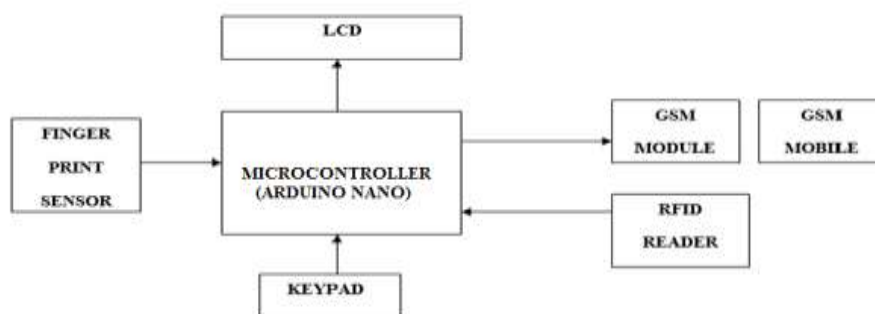 LCD
FINGER
PRINT
SENSOR
MICROCONTROLLER
(ARDUINO NANO)
GSM
MODULE
GSM
MOBILE
RFID
READER
KEYPAD